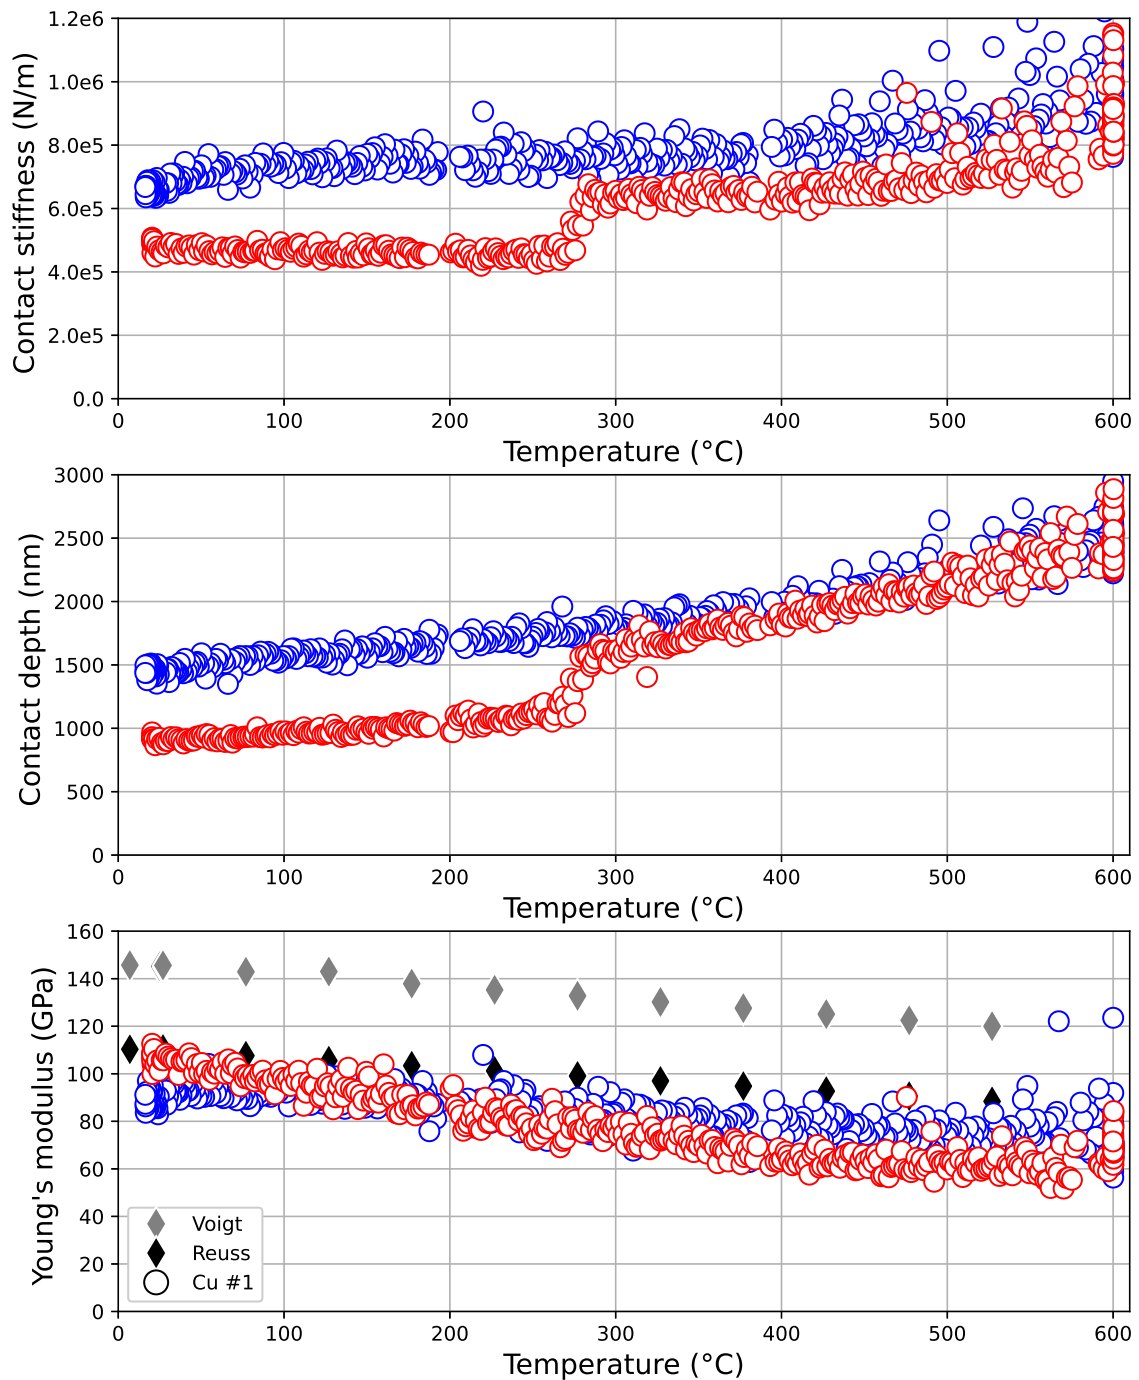 1.2e6
1.0e6
8.0e5
6.0e5
4.0e5
2.0e5
0.0
Contact stiffness (N/m)
0 100 200 300 400 500 600
Temperature (°C)
3000
2500
2000
1500
1000
500
0
Contact depth (nm)
0 100 200 300 400 500 600
Temperature (°C)
160
140
120
100
80
60
40
20
0
Young's modulus (GPa)
Voigt
Reuss
Cu #1
0 100 200 300 400 500 600
Temperature (°C)